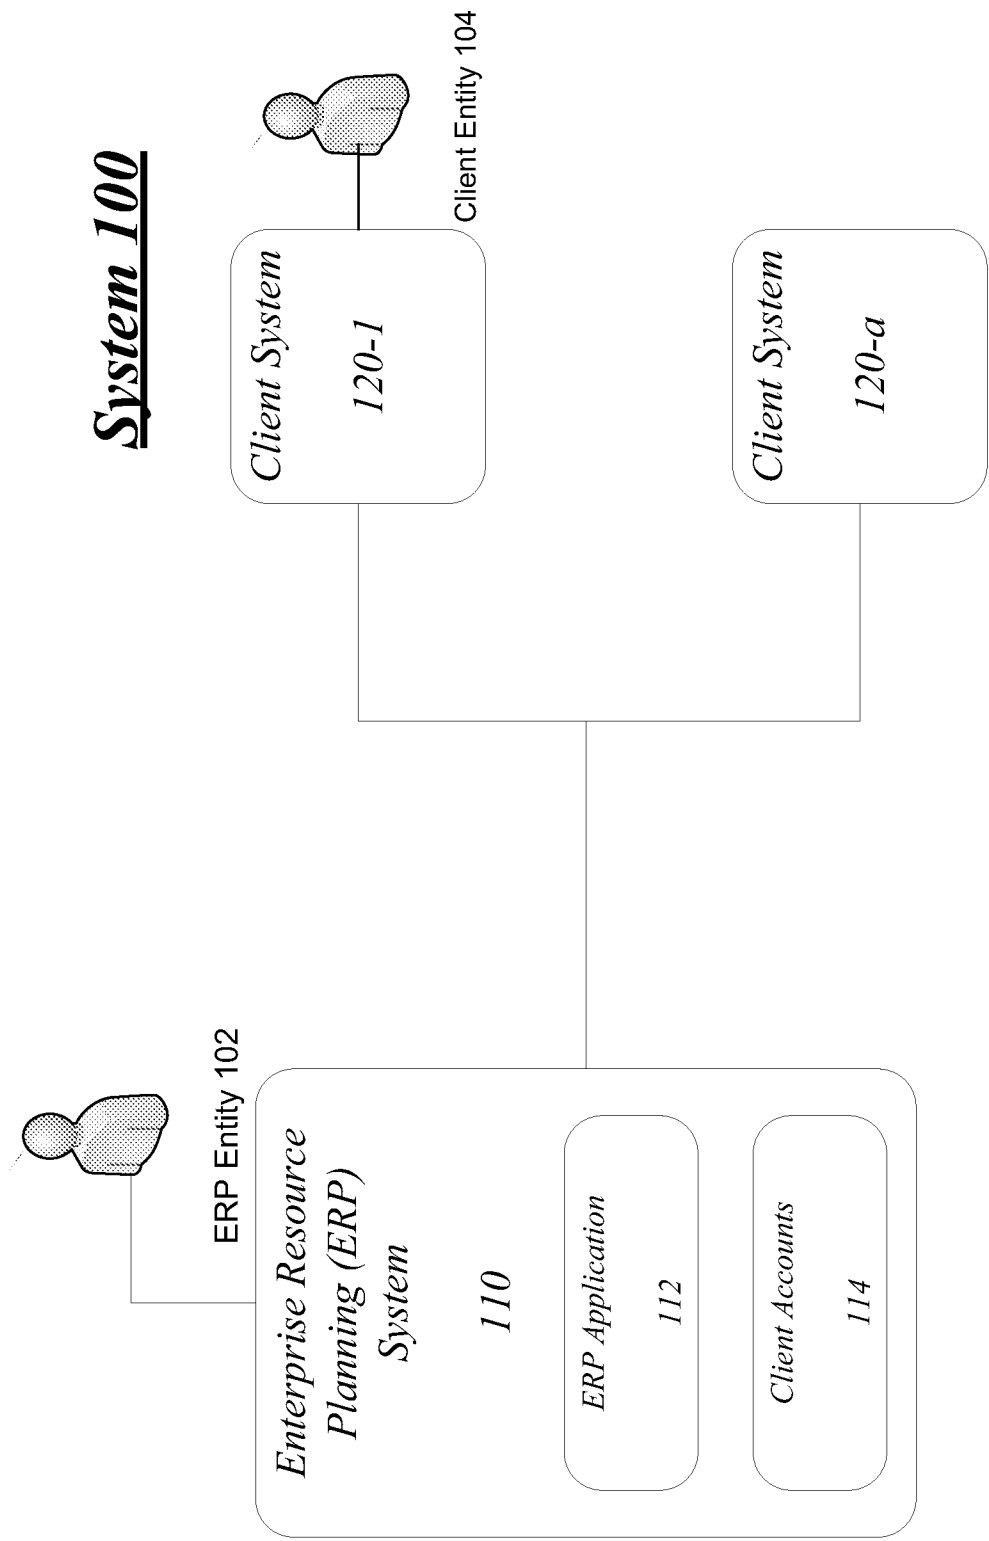 System 100
ERP Entity 102
Enterprise Resource
Planning (ERP)
System
110
ERP Application
112
Client Accounts
114
Client System
120-1
Client Entity 104
Client System
120-a